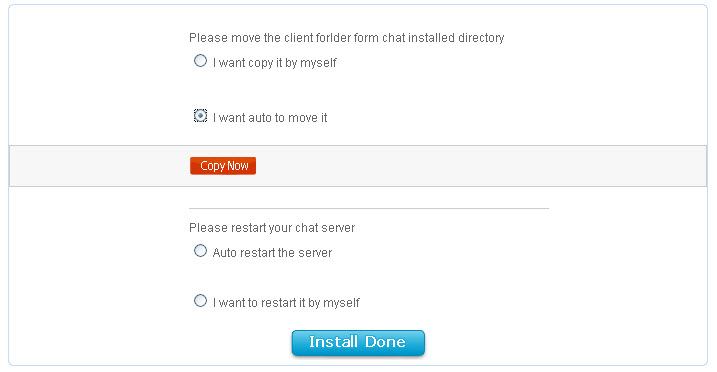 Please move the client forlder form chat installed directory
I want copy it by myself
I want auto to move it
Copy Now
Please restart your chat server
Auto restart the server
I want to restart it by myself
Install Done